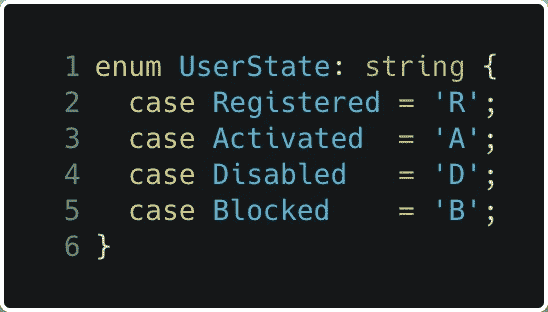 1 enum UserState: string {
2   case Registered = 'R';
3   case Activated  = 'A';
4   case Disabled   = 'D';
5   case Blocked    = 'B';
6 }